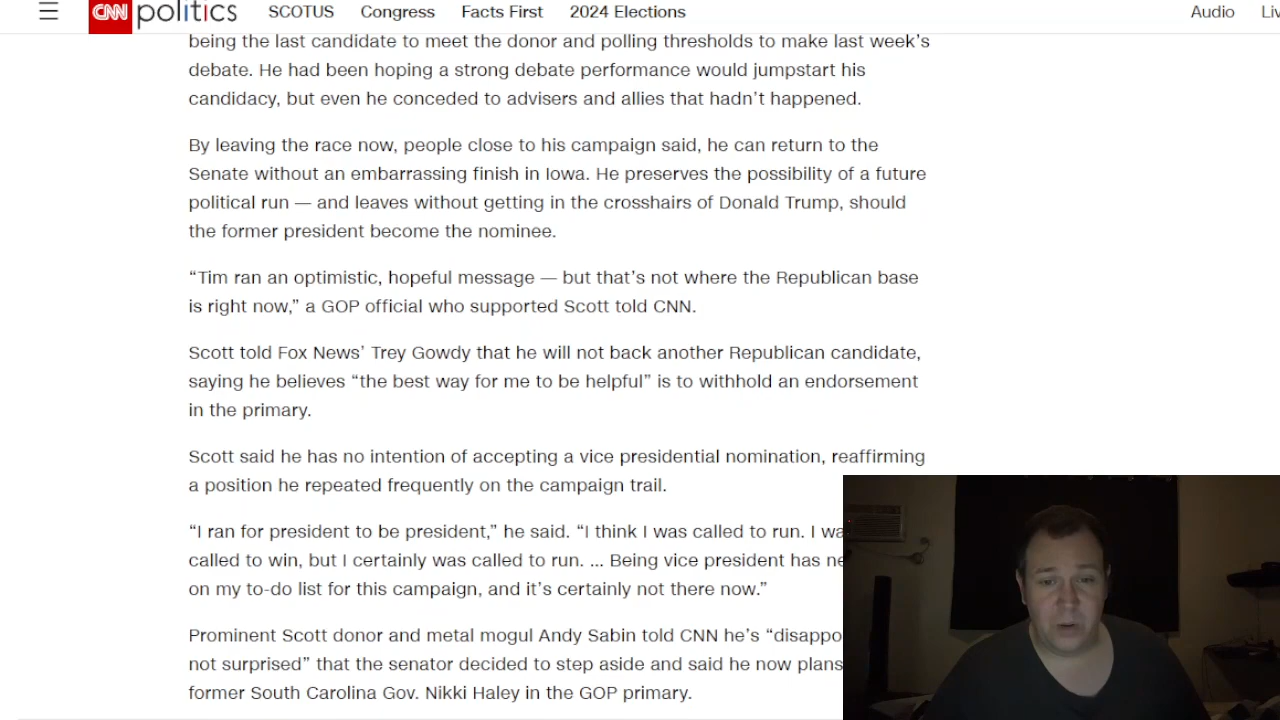 CNN politics SCOTUS Congress Facts First 2024 Elections Audio
being the last candidate to meet the donor and polling thresholds to make last week's
debate. He had been hoping a strong debate performance would jumpstart his
candidacy, but even he conceded to advisers and allies that hadn't happened.
By leaving the race now, people close to his campaign said, he can return to the
Senate without an embarrassing finish in Iowa. He preserves the possibility of a future
political run — and leaves without getting in the crosshairs of Donald Trump, should
the former president become the nominee.
“Tim ran an optimistic, hopeful message — but that's not where the Republican base
is right now,” a GOP official who supported Scott told CNN.
Scott told Fox News' Trey Gowdy that he will not back another Republican candidate,
saying he believes “the best way for me to be helpful” is to withhold an endorsement
in the primary.
Scott said he has no intention of accepting a vice presidential nomination, reaffirming
a position he repeated frequently on the campaign trail.
“I ran for president to be president,” he said. “I think I was called to run. I
called to win, but I certainly was called to run. ... Being vice president has
on my to-do list for this campaign, and it's certainly not there now.”
Prominent Scott donor and metal mogul Andy Sabin told CNN he's
not surprised” that the senator decided to step aside and said he now plans
former South Carolina Gov. Nikki Haley in the GOP primary.